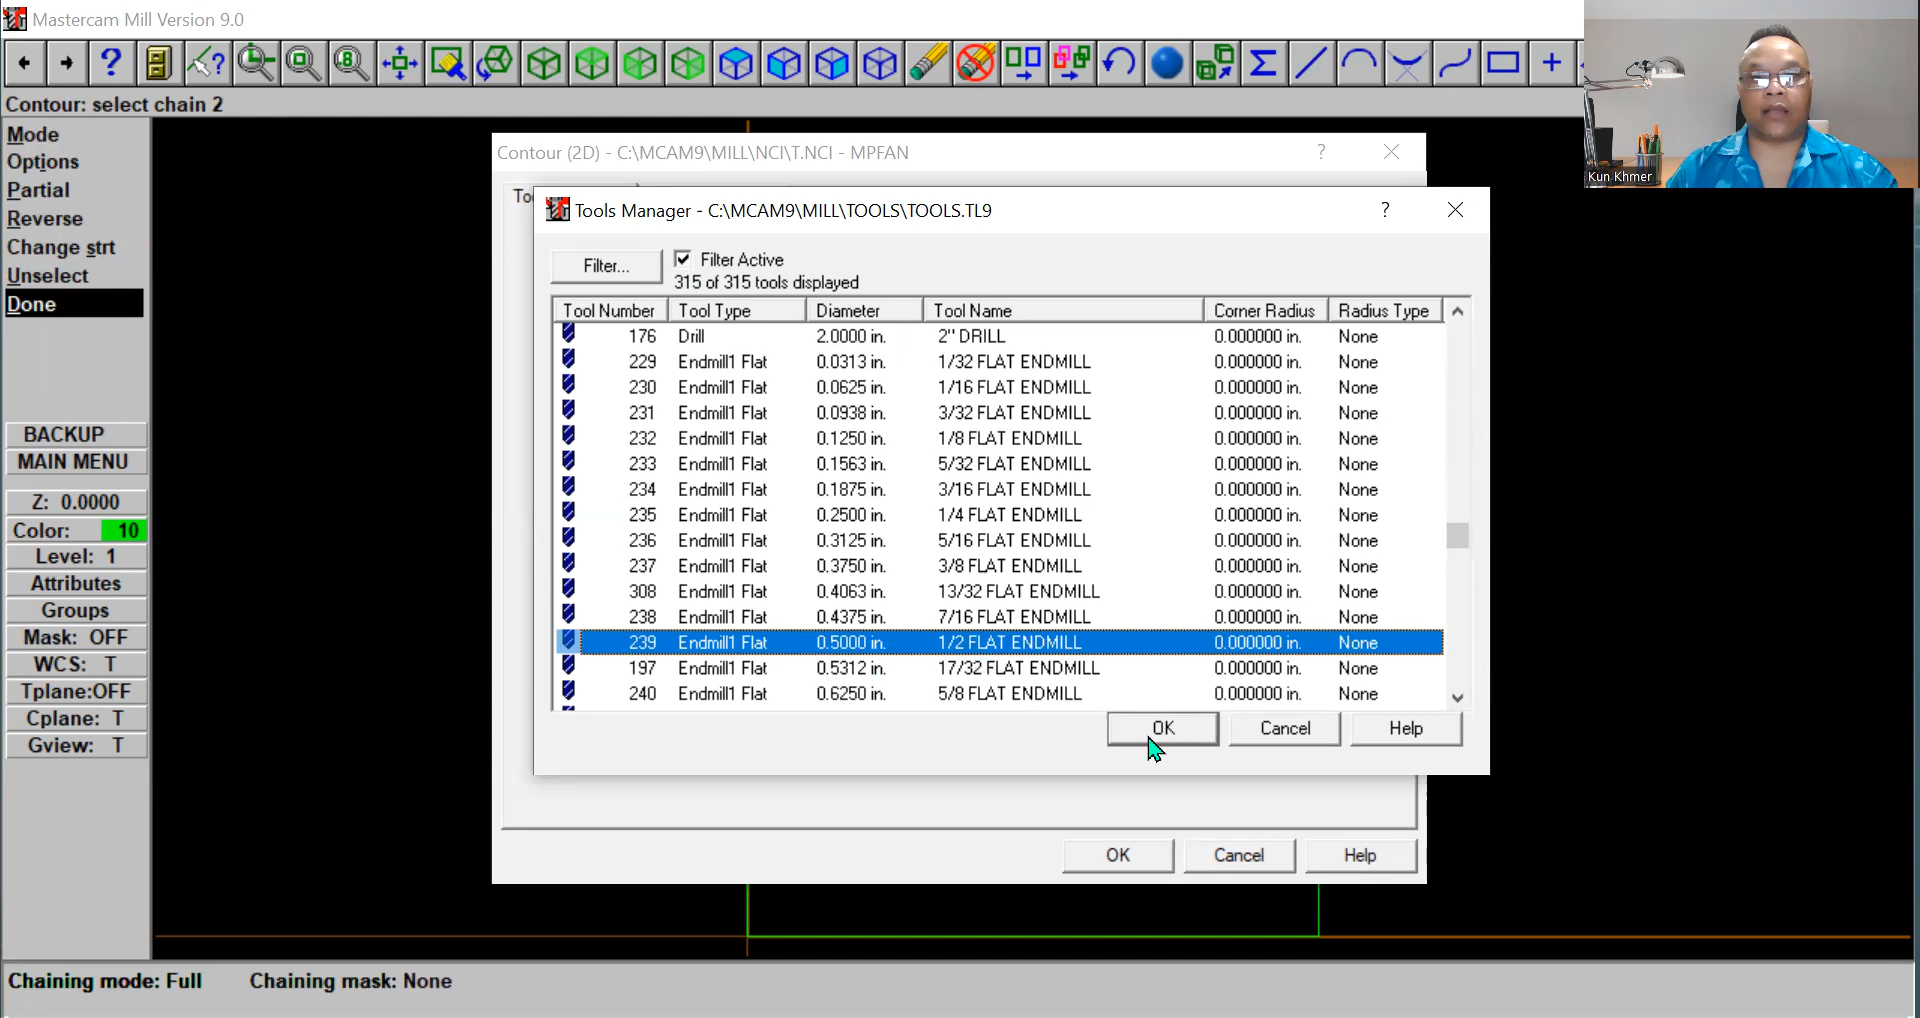 Mastercam Mill Version 9.0
Contour: select chain 2
Mode
Options
Partial
Reverse
Change strt
Unselect
Done
BACKUP
MAIN MENU
Z: 0.0000
Color: 10
Level: 1
Attributes
Groups
Mask: OFF
WCS: T
Tplane:OFF
Cplane: T
Gview: T
Chaining mode: Full Chaining mask: None
Contour (2D) - C:\MCAM9\MILL\NCI\T.NCI - MPFAN
Tools Manager - C:\MCAM9\MILL\TOOLS\TOOLS.TL9
Filter...
Filter Active
315 of 315 tools displayed
Tool Number Tool Type Diameter Tool Name Corner Radius Radius Type
176 Drill 2.0000 in. 2" DRILL 0.000000 in. None
229 Endmill1 Flat 0.0313 in. 1/32 FLAT ENDMILL 0.000000 in. None
230 Endmill1 Flat 0.0625 in. 1/16 FLAT ENDMILL 0.000000 in. None
231 Endmill1 Flat 0.0938 in. 3/32 FLAT ENDMILL 0.000000 in. None
232 Endmill1 Flat 0.1250 in. 1/8 FLAT ENDMILL 0.000000 in. None
233 Endmill1 Flat 0.1563 in. 5/32 FLAT ENDMILL 0.000000 in. None
234 Endmill1 Flat 0.1875 in. 3/16 FLAT ENDMILL 0.000000 in. None
235 Endmill1 Flat 0.2500 in. 1/4 FLAT ENDMILL 0.000000 in. None
236 Endmill1 Flat 0.3125 in. 5/16 FLAT ENDMILL 0.000000 in. None
237 Endmill1 Flat 0.3750 in. 3/8 FLAT ENDMILL 0.000000 in. None
308 Endmill1 Flat 0.4063 in. 13/32 FLAT ENDMILL 0.000000 in. None
238 Endmill1 Flat 0.4375 in. 7/16 FLAT ENDMILL 0.000000 in. None
239 Endmill1 Flat 0.5000 in. 1/2 FLAT ENDMILL 0.000000 in. None
197 Endmill1 Flat 0.5312 in. 17/32 FLAT ENDMILL 0.000000 in. None
240 Endmill1 Flat 0.6250 in. 5/8 FLAT ENDMILL 0.000000 in. None
OK Cancel Help
OK Cancel Help
Kun Khmer